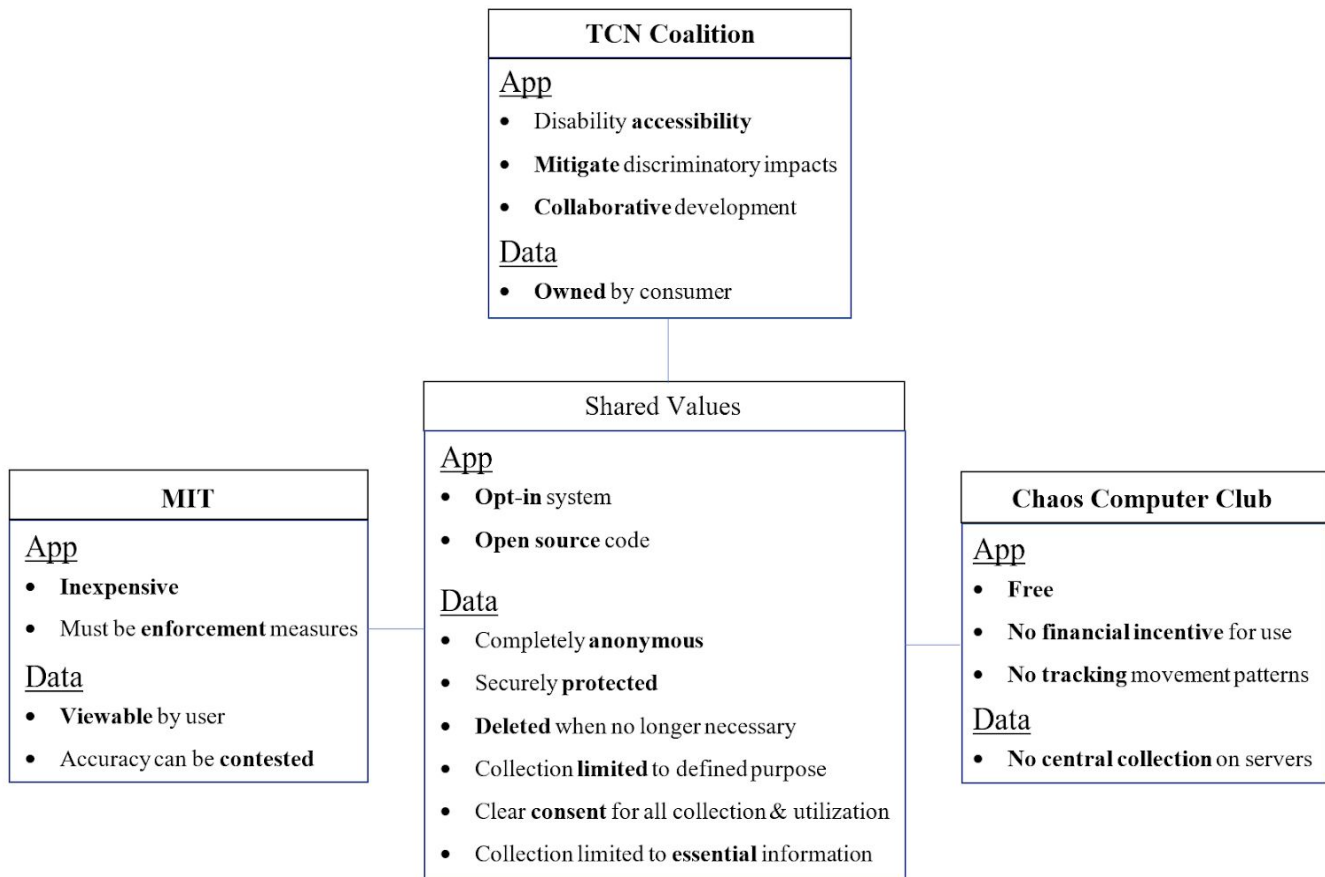 TCN Coalition
App
• Disability accessibility
• Mitigate discriminatory impacts
• Collaborative development
Data
• Owned by consumer
Shared Values
App
• Opt-in system
• Open source code
Data
• Completely anonymous
• Securely protected
• Deleted when no longer necessary
• Collection limited to defined purpose
• Clear consent for all collection & utilization
• Collection limited to essential information
MIT
App
• Inexpensive
• Must be enforcement measures
Data
• Viewable by user
• Accuracy can be contested
Chaos Computer Club
App
• Free
• No financial incentive for use
• No tracking movement patterns
Data
• No central collection on servers